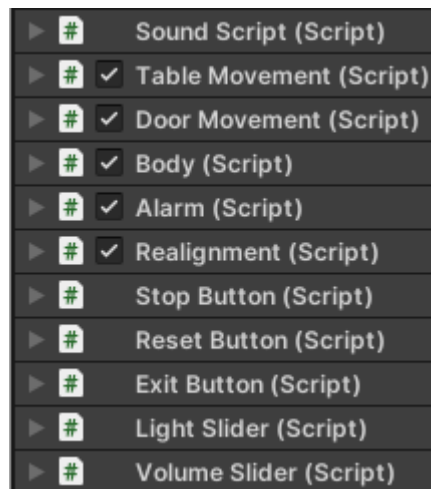 # Sound Script (Script)
# Table Movement (Script)
# Door Movement (Script)
# Body (Script)
# Alarm (Script)
# Realignment (Script)
# Stop Button (Script)
# Reset Button (Script)
# Exit Button (Script)
# Light Slider (Script)
# Volume Slider (Script)